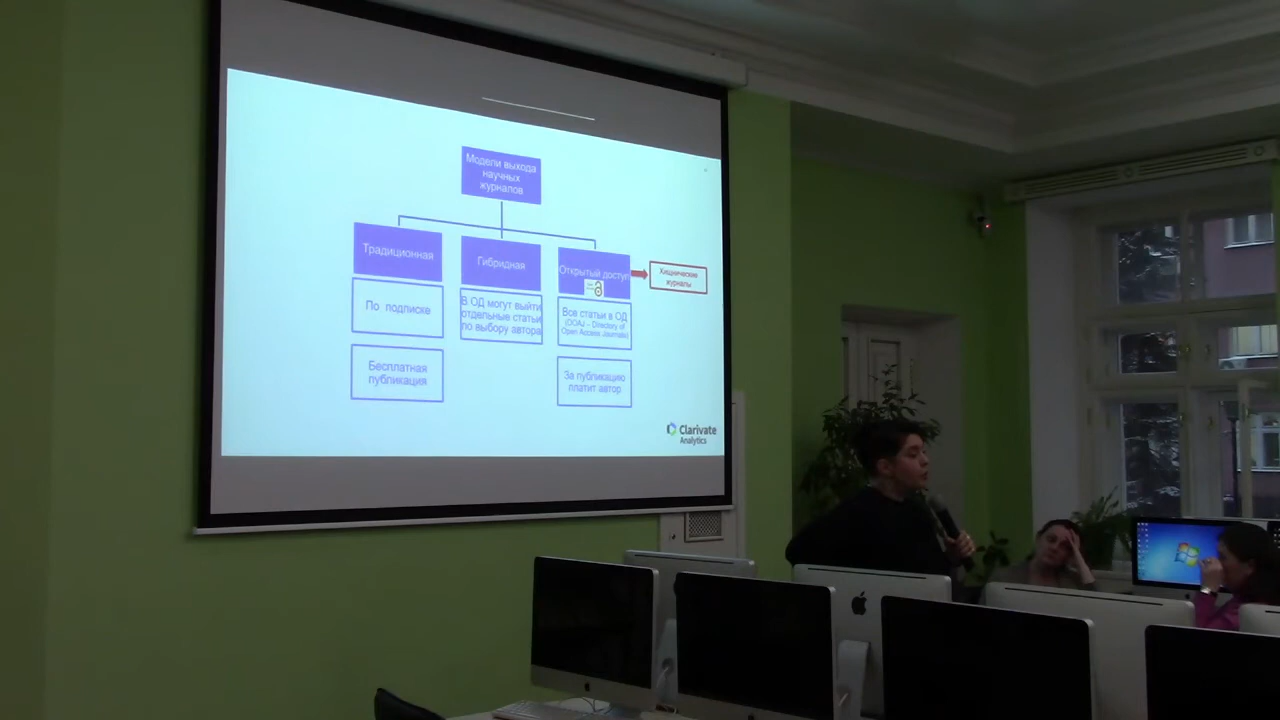 Модели выхода
научных
журналов
Традиционная
Гибридная
Открытый доступ
Хищнические
журналы
По подписке
В ОД могут выйти
отдельные статьи
по выбору автора
Все статьи в ОД
(DOAJ – Directory of
Open Access Journals)
Бесплатная
публикация
За публикацию
платит автор
Clarivate
Analytics